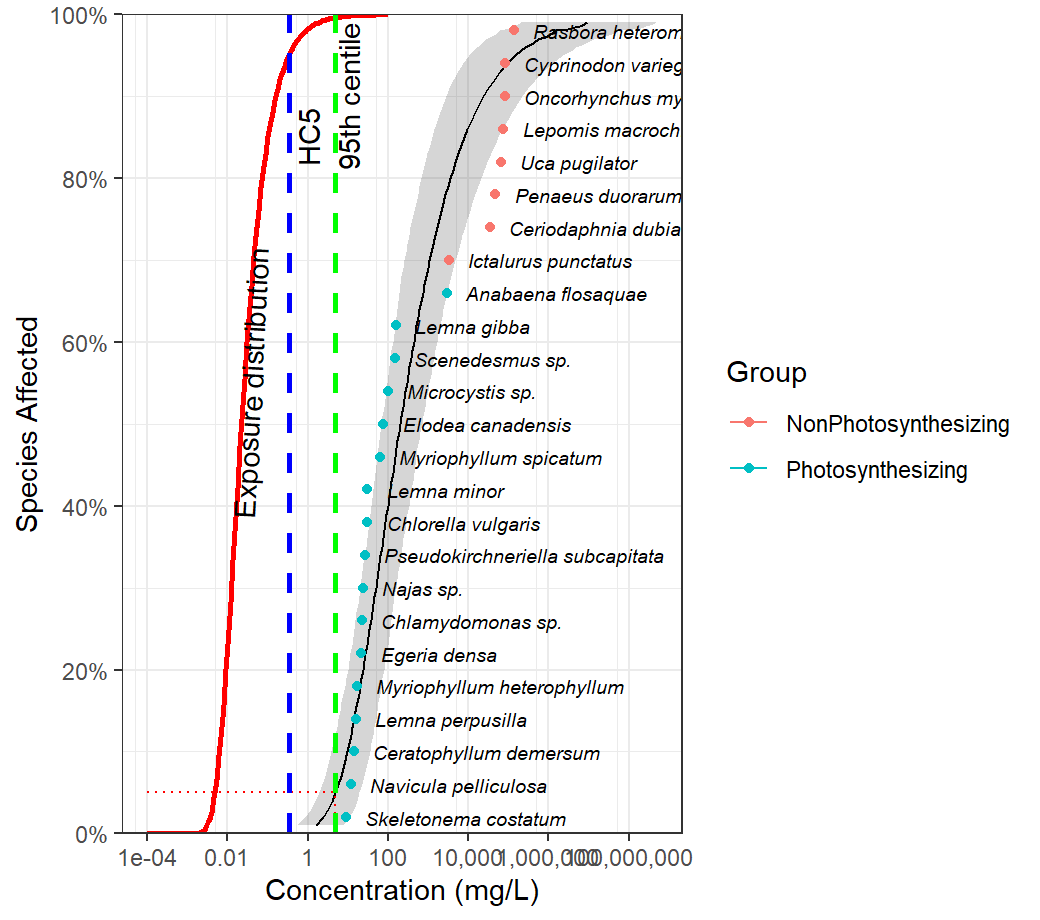 100%
80%
60%
40%
20%
0%
Species Affected
Exposure distribution
HC5
95th centile
Rasbora heterom
Cyprinodon varieg
Oncorhynchus my
Lepomis macroch
Uca pugilator
Penaeus duorarum
Ceriodaphnia dubia
Ictalurus punctatus
Anabaena flosaquae
Lemna gibba
Scenedesmus sp.
Microcystis sp.
Elodea canadensis
Myriophyllum spicatum
Lemna minor
Chlorella vulgaris
Pseudokirchneriella subcapitata
Najas sp.
Chlamydomonas sp.
Egeria densa
Myriophyllum heterophyllum
Lemna perpusilla
Ceratophyllum demersum
Navicula pelliculosa
Skeletonema costatum
1e-04 0.01 1 100 10,000 1,000,000 100,000,000
Concentration (mg/L)
Group
NonPhotosynthesizing
Photosynthesizing